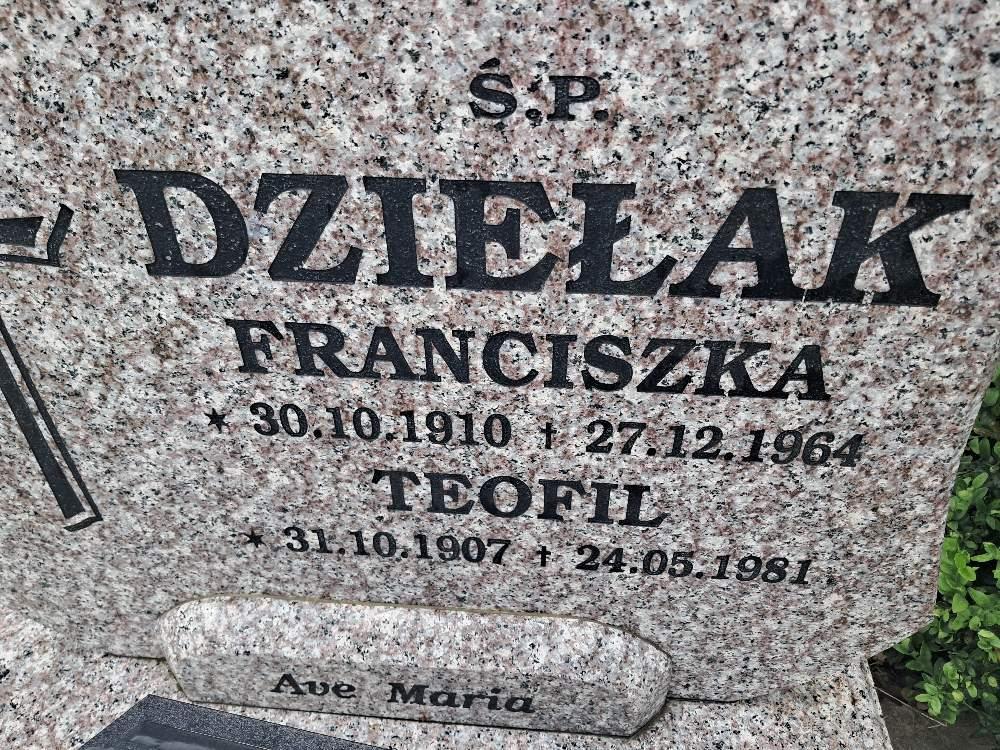 Ś.P.
DZIEŁAK
FRANCISZKA
★ 30.10.1910 † 27.12.1964
TEOFIL
★ 31.10.1907 † 24.05.1981
Ave Maria